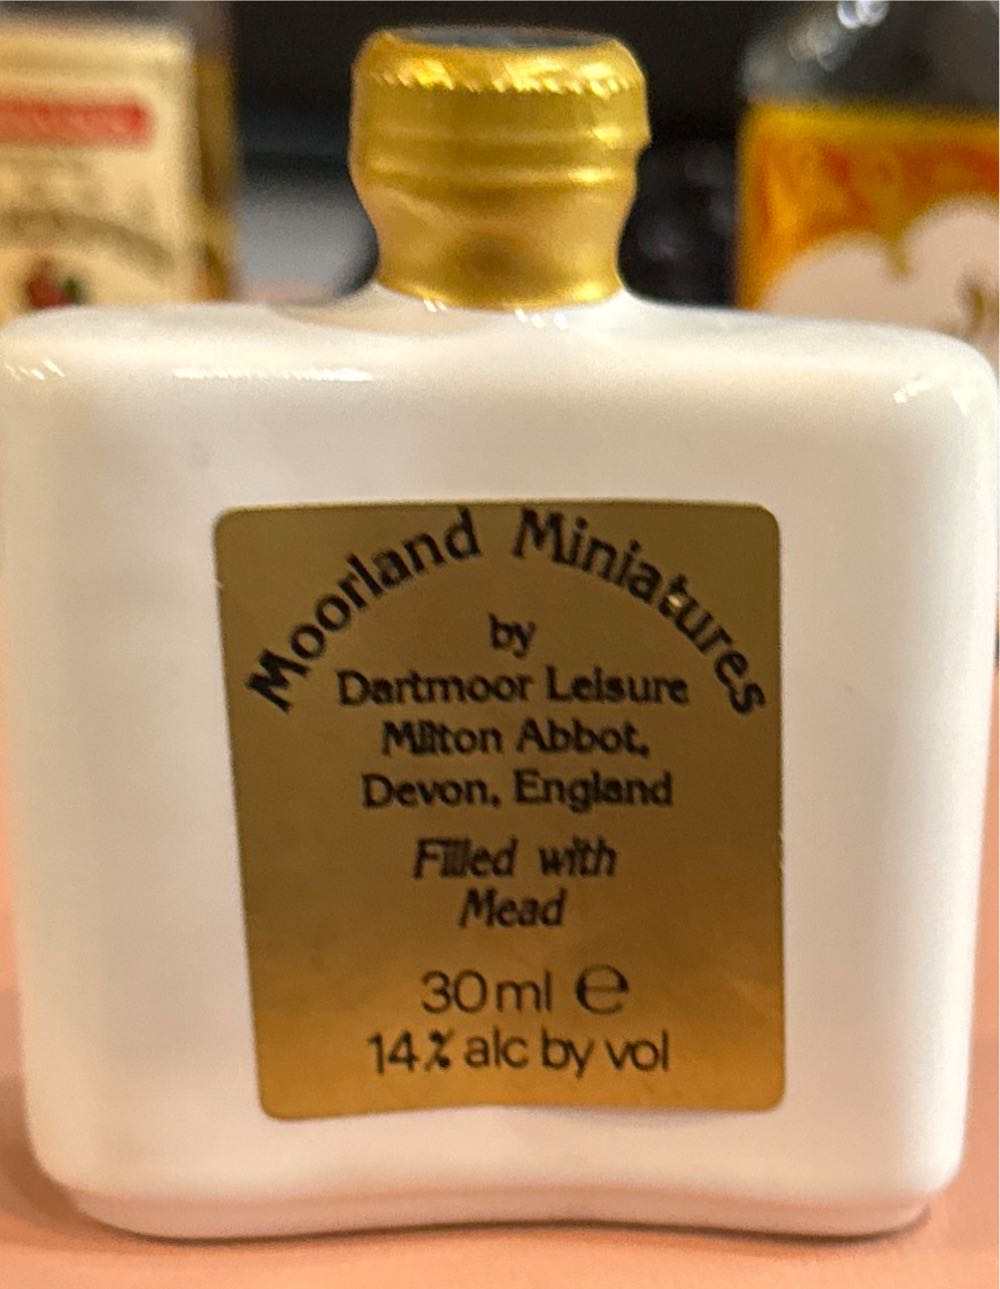 Moorland Miniatures
by
Dartmoor Leisure
Milton Abbot,
Devon, England
Filled with
Mead
30ml ℮
14% alc by vol